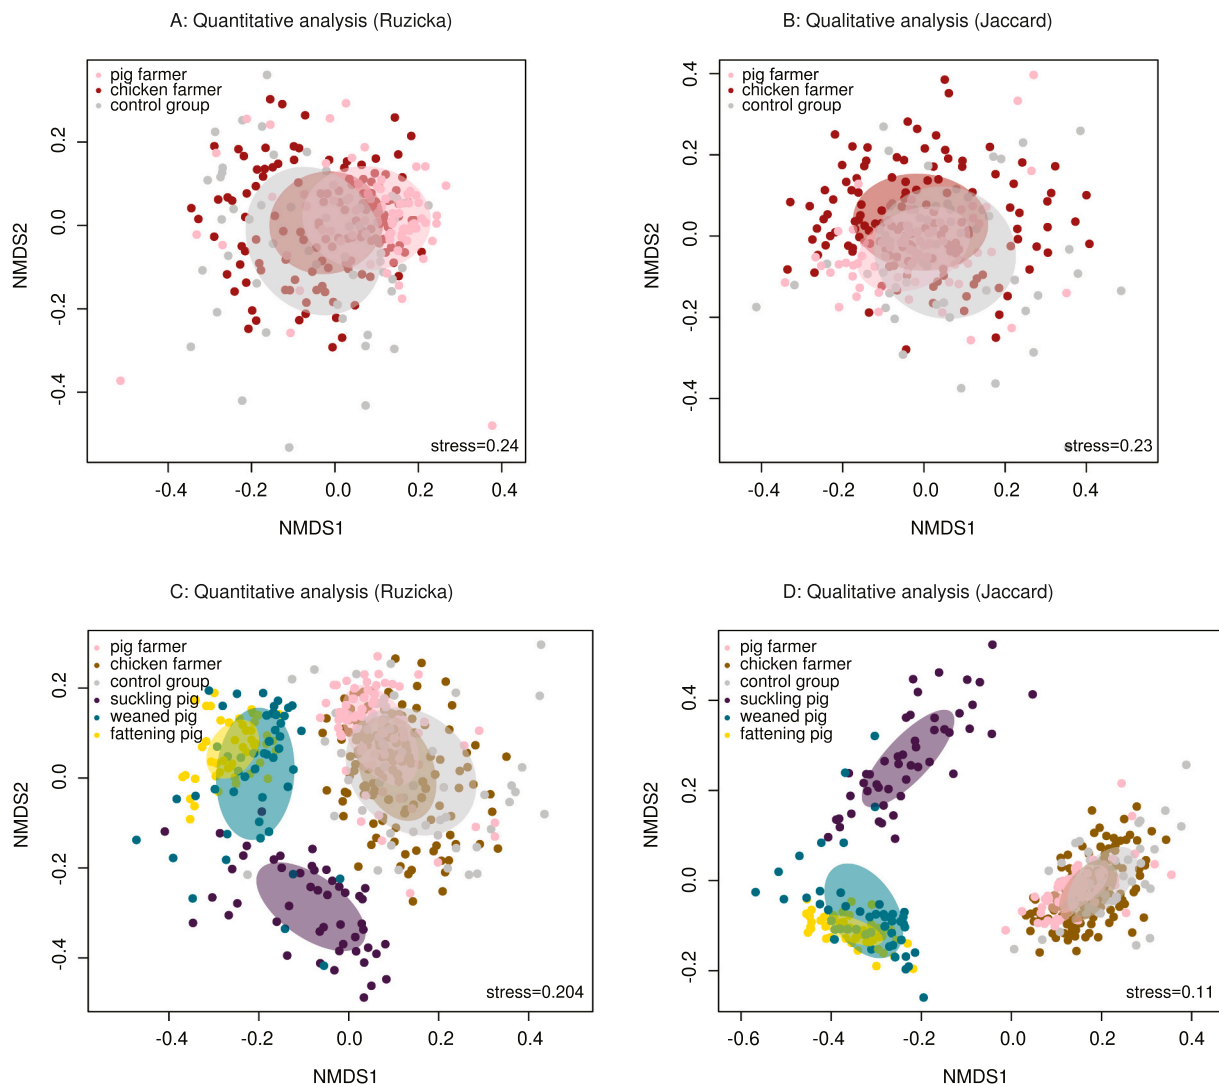 A: Quantitative analysis (Ruzicka)
pig farmer
chicken farmer
control group
0.2
0.0
-0.2
-0.4
NMDS2
stress=0.24
-0.4
-0.2
0.0
0.2
0.4
NMDS1
B: Qualitative analysis (Jaccard)
pig farmer
chicken farmer
control group
0.4
0.2
0.0
-0.2
-0.4
NMDS2
stress=0.23
-0.4
-0.2
0.0
0.2
0.4
NMDS1
C: Quantitative analysis (Ruzicka)
pig farmer
chicken farmer
control group
suckling pig
weaned pig
fattening pig
0.2
0.0
-0.2
-0.4
NMDS2
stress=0.204
-0.4
-0.2
0.0
0.2
0.4
NMDS1
D: Qualitative analysis (Jaccard)
pig farmer
chicken farmer
control group
suckling pig
weaned pig
fattening pig
0.4
0.2
0.0
-0.2
NMDS2
stress=0.11
-0.6
-0.4
-0.2
0.0
0.2
0.4
NMDS1